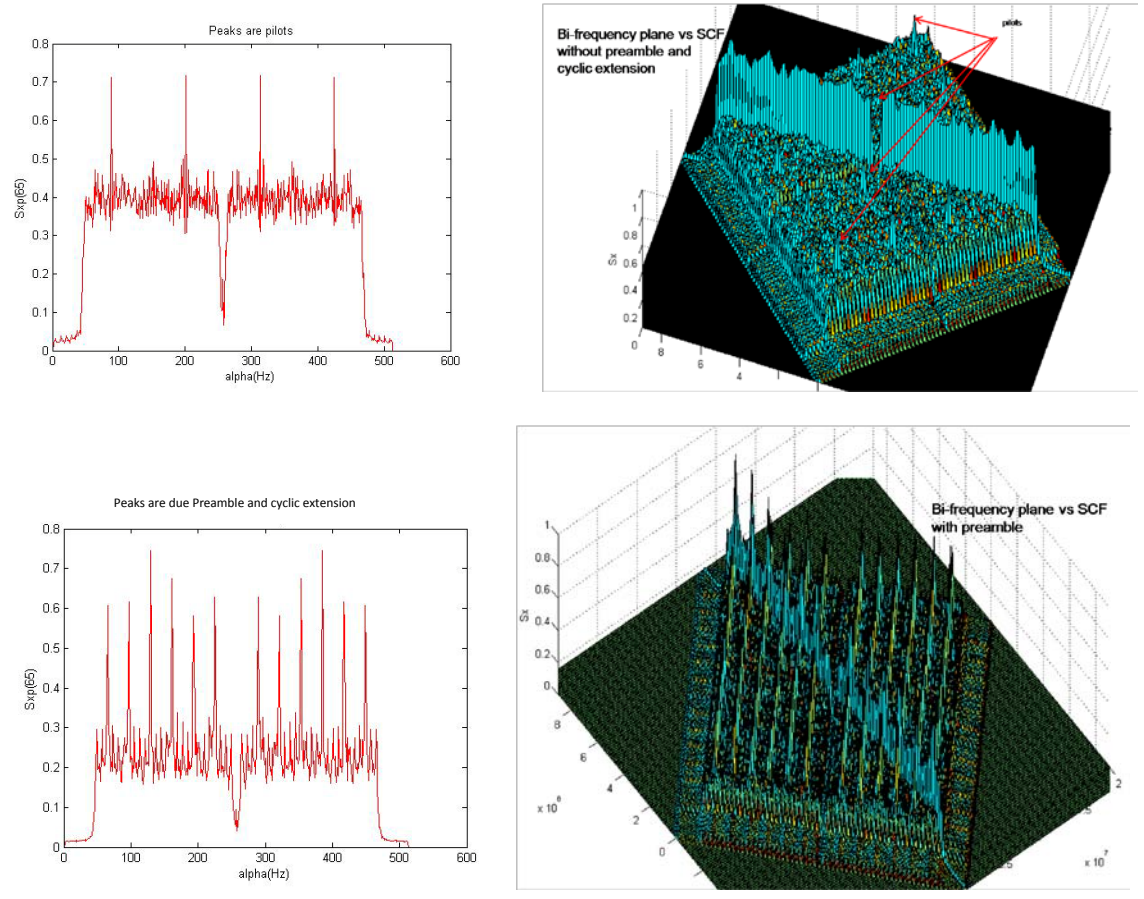 Peaks are pilots
0.8
0.7
0.6
0.5
0.4
0.3
0.2
0.1
0
Sxp(65)
0 100 200 300 400 500 600
alpha(Hz)
Bi-frequency plane vs SCF
without preamble and
cyclic extension
pilots
1
0.8
0.6
0.4
0.2
0
Sx
8 6 4 2
Peaks are due Preamble and cyclic extension
0.8
0.7
0.6
0.5
0.4
0.3
0.2
0.1
0
Sxp(65)
0 100 200 300 400 500 600
alpha(Hz)
Bi-frequency plane vs SCF
with preamble
1
0.8
0.6
0.4
0.2
0
Sx
8
6
4
2
0
x 10^6
2
x 10^7